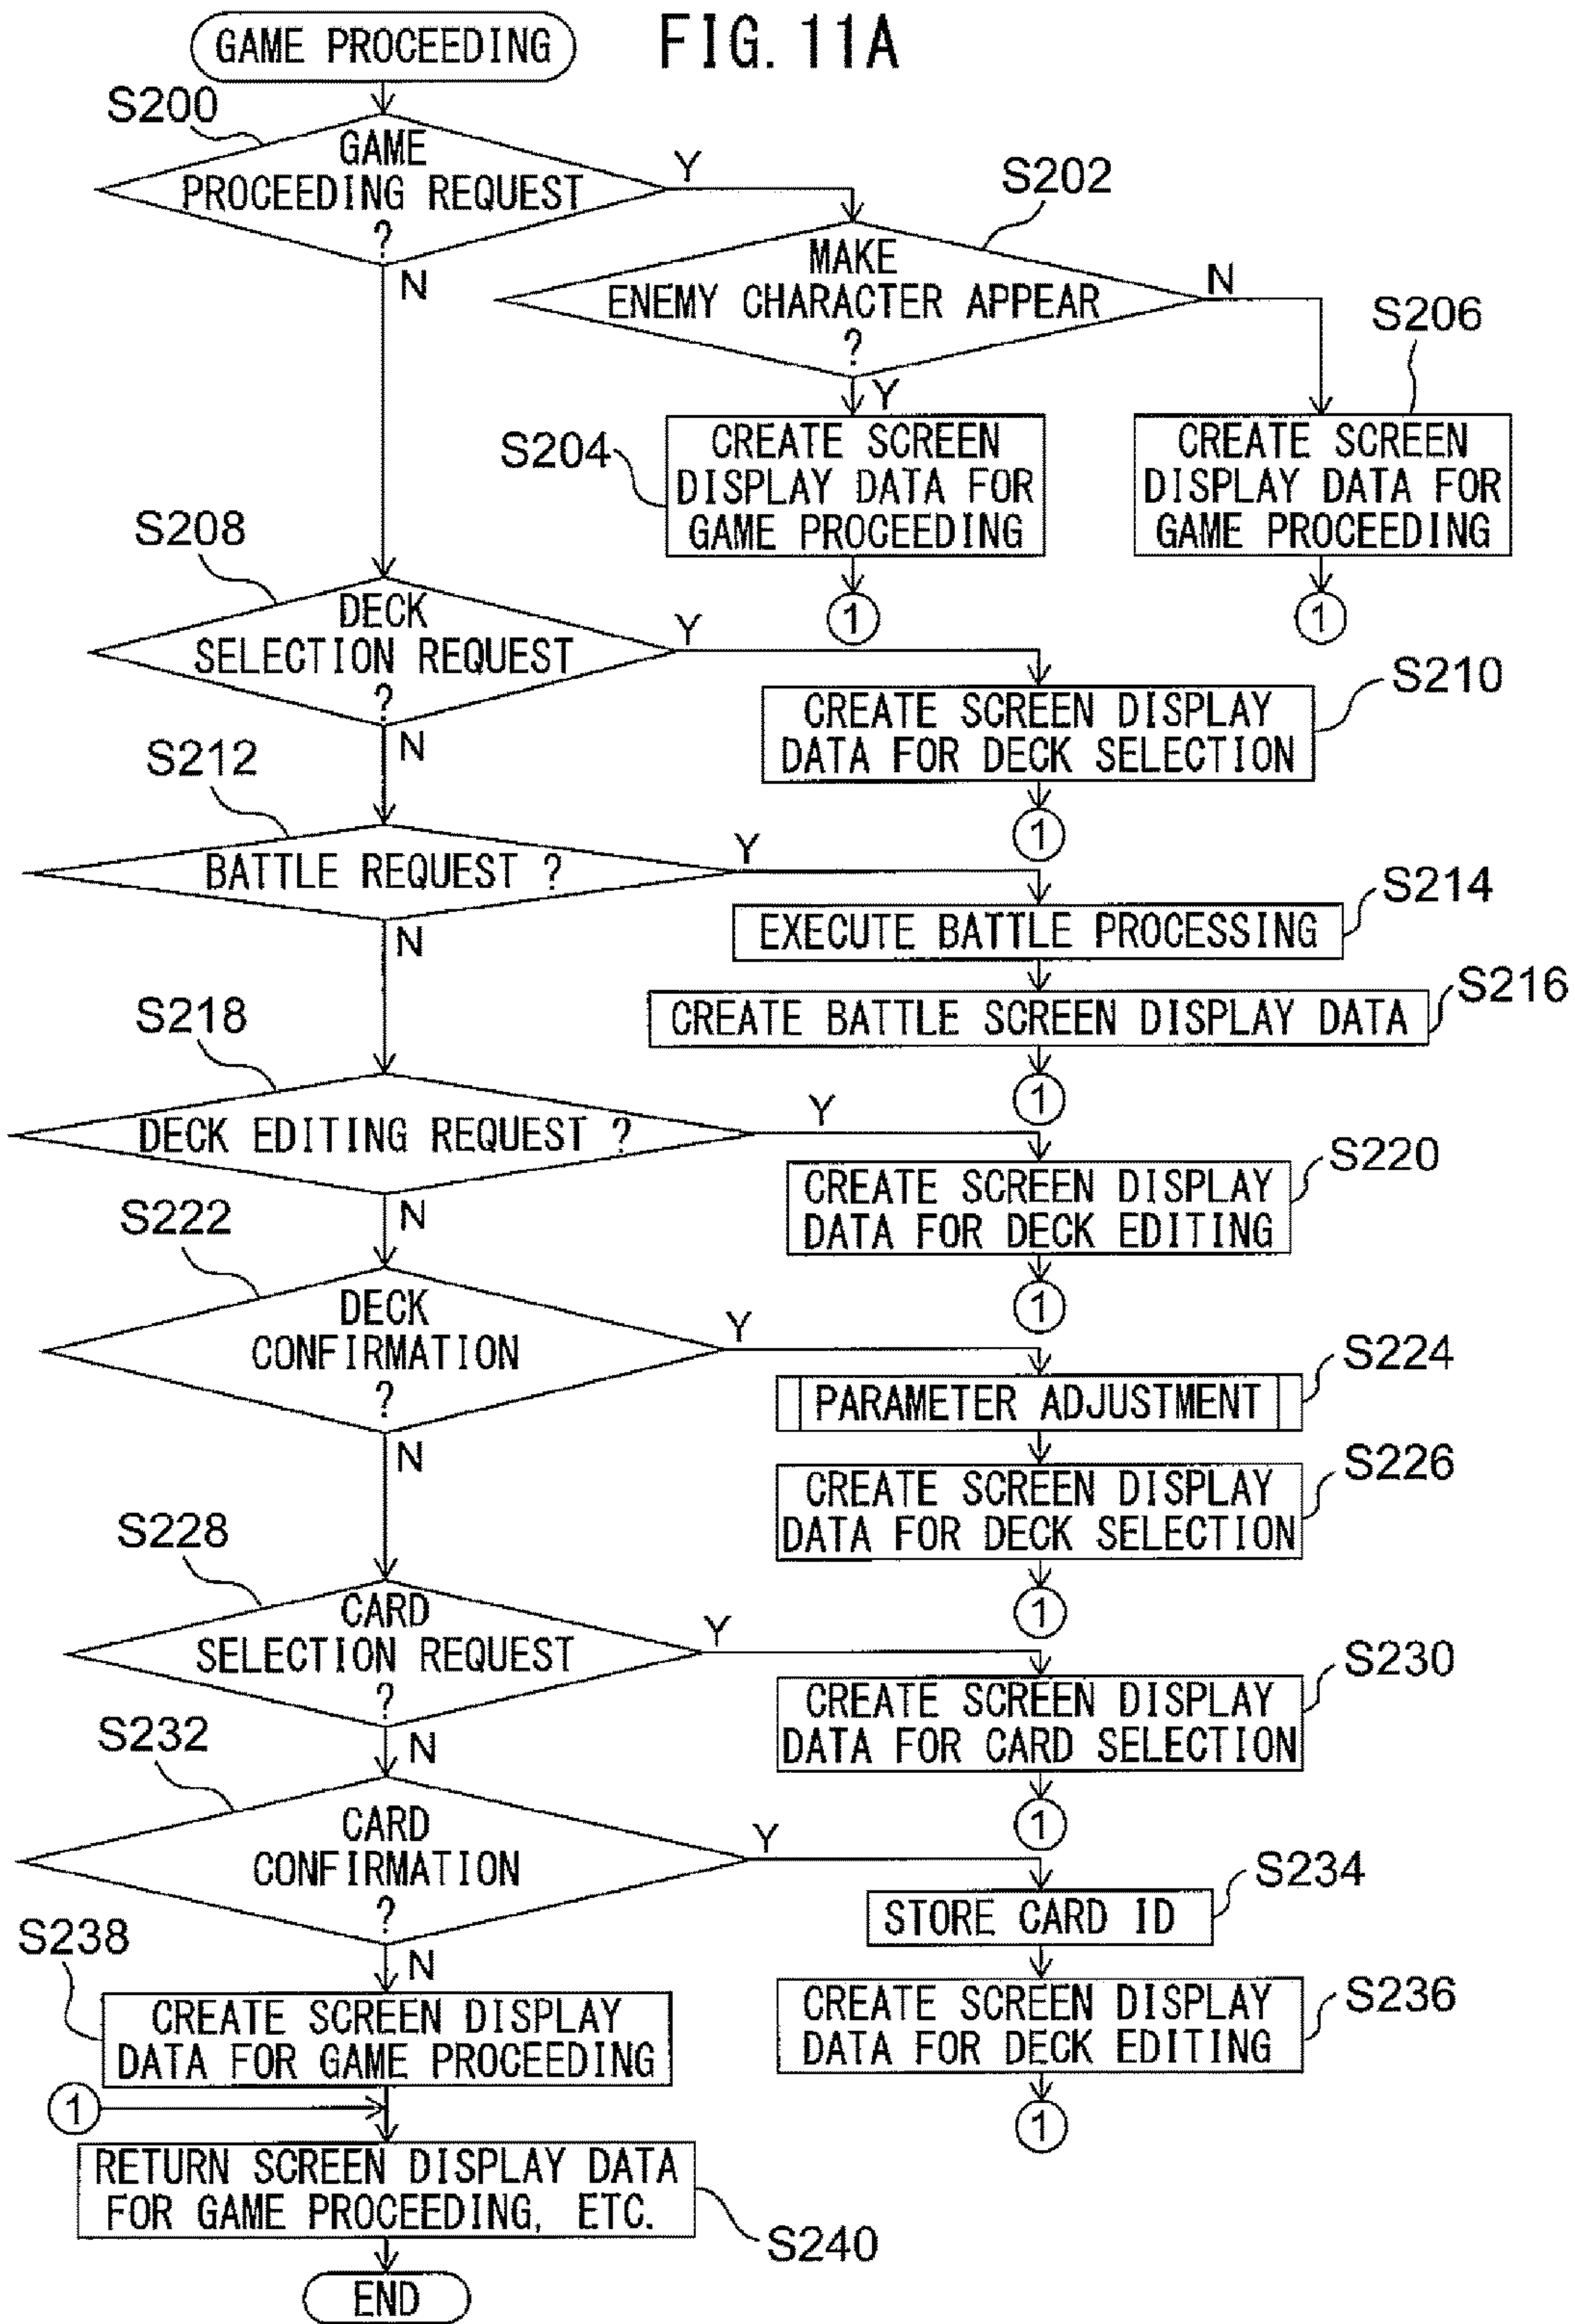 GAME PROCEEDING
FIG. 11A
S200
GAME
PROCEEDING REQUEST
?
Y
N
S202
MAKE
ENEMY CHARACTER APPEAR
?
N
Y
S206
S204
CREATE SCREEN
DISPLAY DATA FOR
GAME PROCEEDING
CREATE SCREEN
DISPLAY DATA FOR
GAME PROCEEDING
1
1
S208
DECK
SELECTION REQUEST
?
Y
N
S210
CREATE SCREEN DISPLAY
DATA FOR DECK SELECTION
1
S212
BATTLE REQUEST ?
Y
N
S214
EXECUTE BATTLE PROCESSING
S216
CREATE BATTLE SCREEN DISPLAY DATA
1
S218
DECK EDITING REQUEST ?
Y
N
S220
CREATE SCREEN DISPLAY
DATA FOR DECK EDITING
1
S222
DECK
CONFIRMATION
?
Y
N
S224
PARAMETER ADJUSTMENT
S226
CREATE SCREEN DISPLAY
DATA FOR DECK SELECTION
1
S228
CARD
SELECTION REQUEST
?
Y
N
S230
CREATE SCREEN DISPLAY
DATA FOR CARD SELECTION
1
S232
CARD
CONFIRMATION
?
Y
N
S234
STORE CARD ID
S236
CREATE SCREEN DISPLAY
DATA FOR DECK EDITING
1
S238
CREATE SCREEN DISPLAY
DATA FOR GAME PROCEEDING
1
RETURN SCREEN DISPLAY DATA
FOR GAME PROCEEDING, ETC.
S240
END